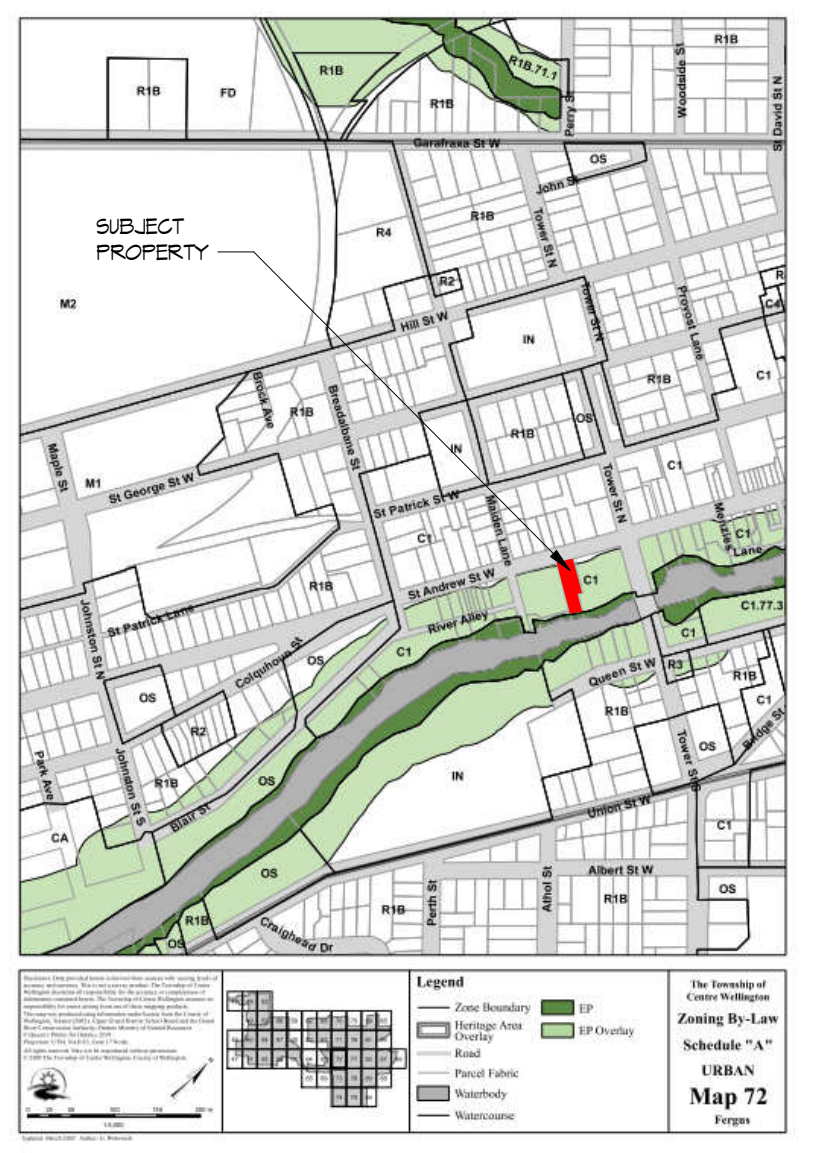 R1B
R1B
R1B
FD
R1B.71.1
R1B
Perry St
Woodside St
St David St N
Garafraxa St W
OS
John St
R4
R1B
Tower St N
SUBJECT
PROPERTY
R2
M2
Hill St W
Tower St N
Provost Lane
R
C4
IN
Brock Ave
R1B
Breadalbane St
R1B
C1
R1B
OS
IN
Maple St
M1
St George St W
St Patrick St W
Maiden Lane
Tower St N
C1
C1
Menzies Lane
C1
St Andrew St W
C1
R1B
River Alley
C1
C1.77.3
C1
Johnston St N
St Patrick Lane
Colquhoun St
OS
Queen St W
R3
R1B
C1
OS
R2
R1B
OS
Bridge St
Tower St S
Park Ave
Johnston St S
R1B
OS
IN
Blair St
Union St W
C1
CA
OS
Albert St W
R1B
OS
Perth St
Athol St
R1B
R1B
OS
Craighead Dr
Legend
Zone Boundary
Heritage Area
Overlay
Road
Parcel Fabric
Waterbody
Watercourse
EP
EP Overlay
The Township of
Centre Wellington
Zoning By-Law
Schedule "A"
URBAN
Map 72
Fergus